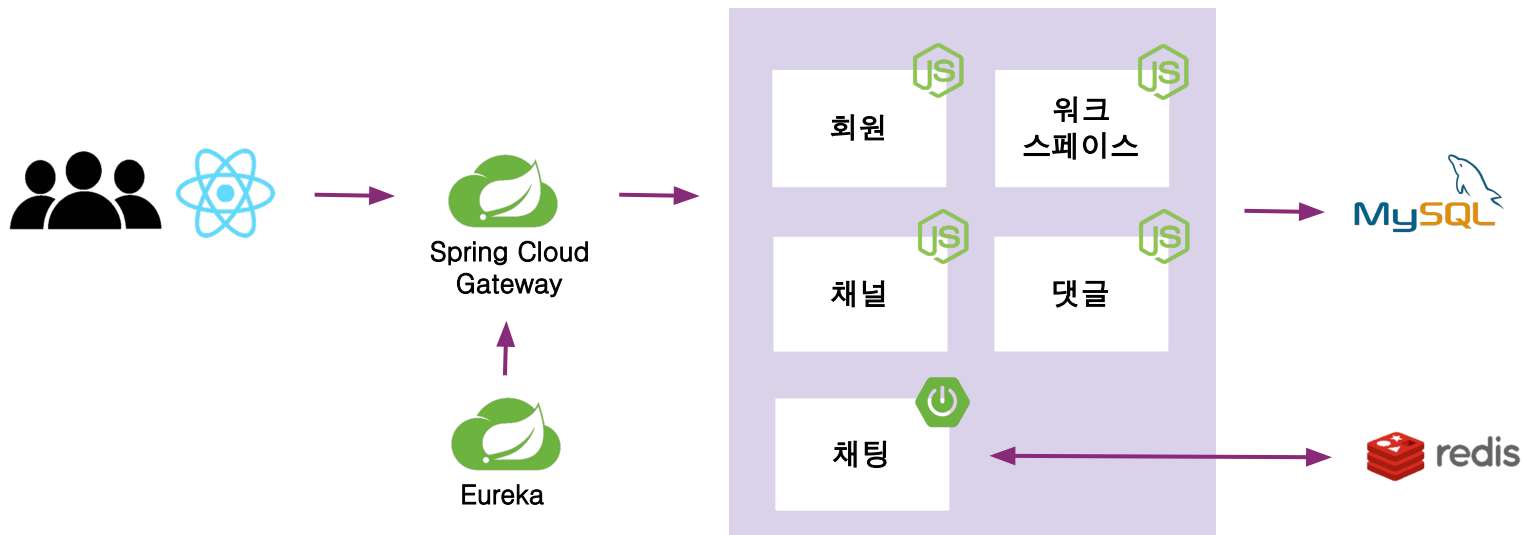 JS
JS
회원
워크
스페이스
Spring Cloud
Gateway
MySQL
JS
JS
채널
댓글
채팅
redis
Eureka